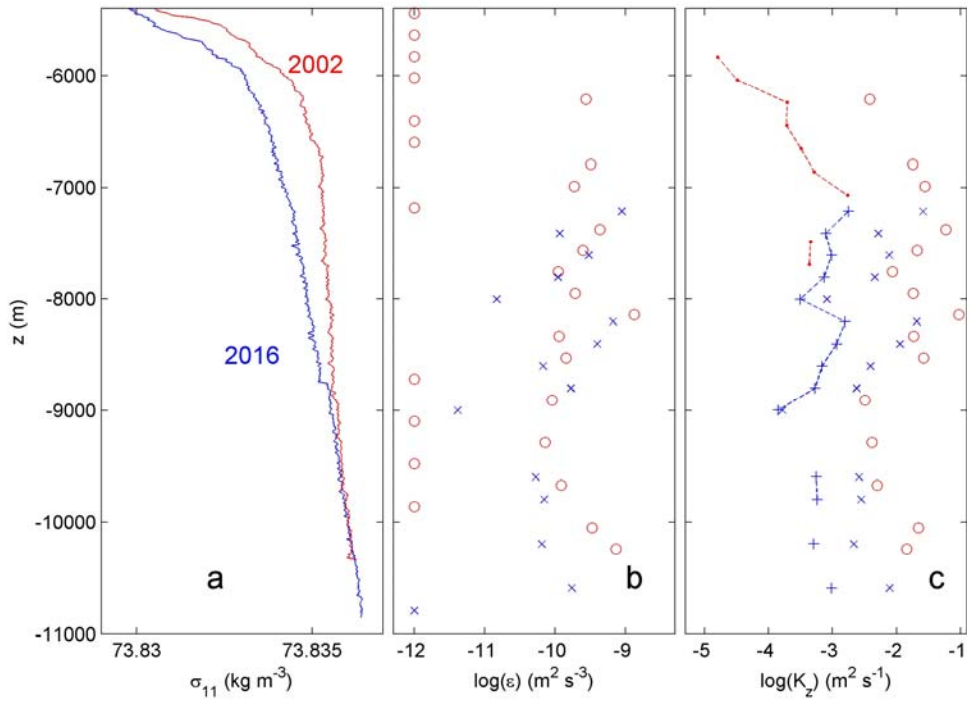 2002
2016
a
b
c
z (m)
-6000
-7000
-8000
-9000
-10000
-11000
73.83 73.835
-12 -11 -10 -9
-5 -4 -3 -2 -1
σ11 (kg m-3)
log(ε) (m2 s-3)
log(Kz) (m2 s-1)